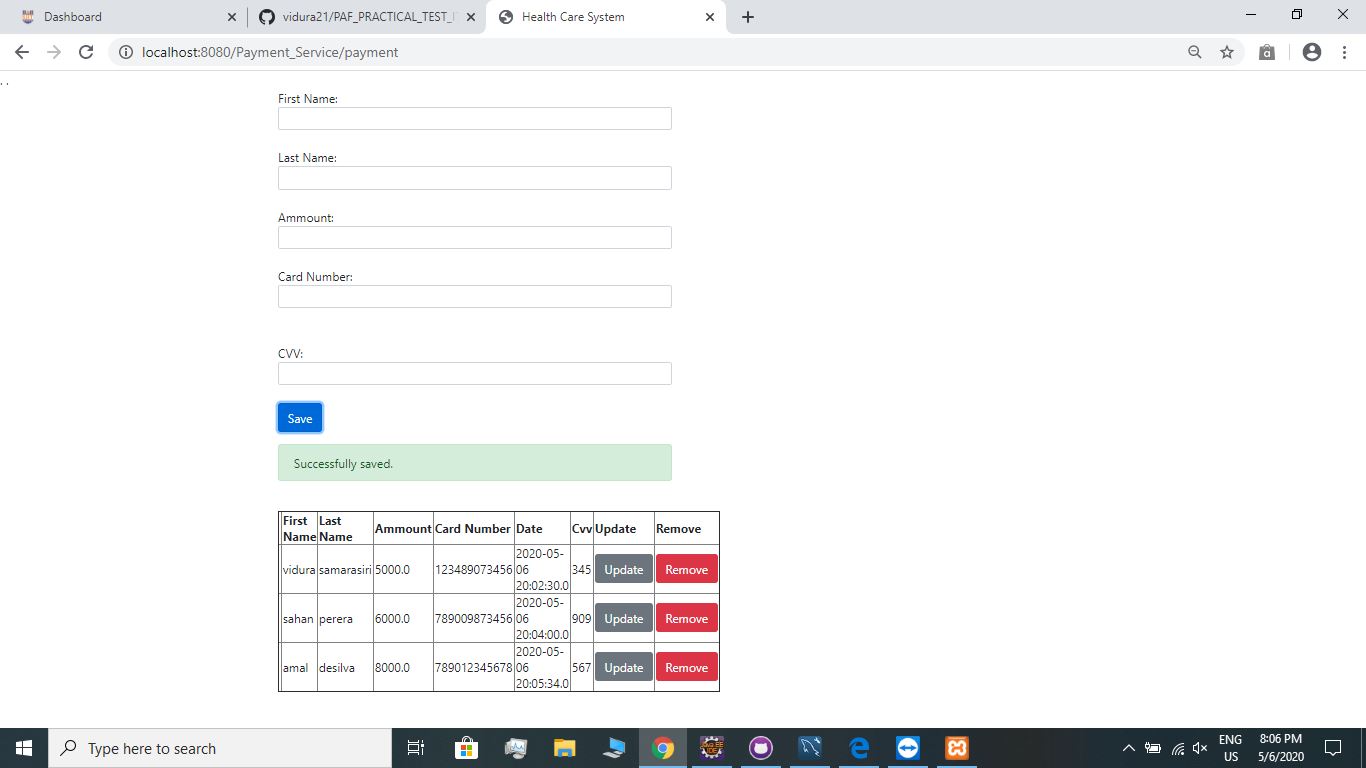 Dashboard
vidura21/PAF_PRACTICAL_TEST_I
Health Care System
localhost:8080/Payment_Service/payment
. .
First Name:
Last Name:
Ammount:
Card Number:
CVV:
Save
Successfully saved.
First Name Last Name Ammount Card Number Date Cvv Update Remove
vidura samarasiri 5000.0 123489073456 2020-05-06 20:02:30.0 345 Update Remove
sahan perera 6000.0 789009873456 2020-05-06 20:04:00.0 909 Update Remove
amal desilva 8000.0 789012345678 2020-05-06 20:05:34.0 567 Update Remove
Type here to search
ENG
US
8:06 PM
5/6/2020